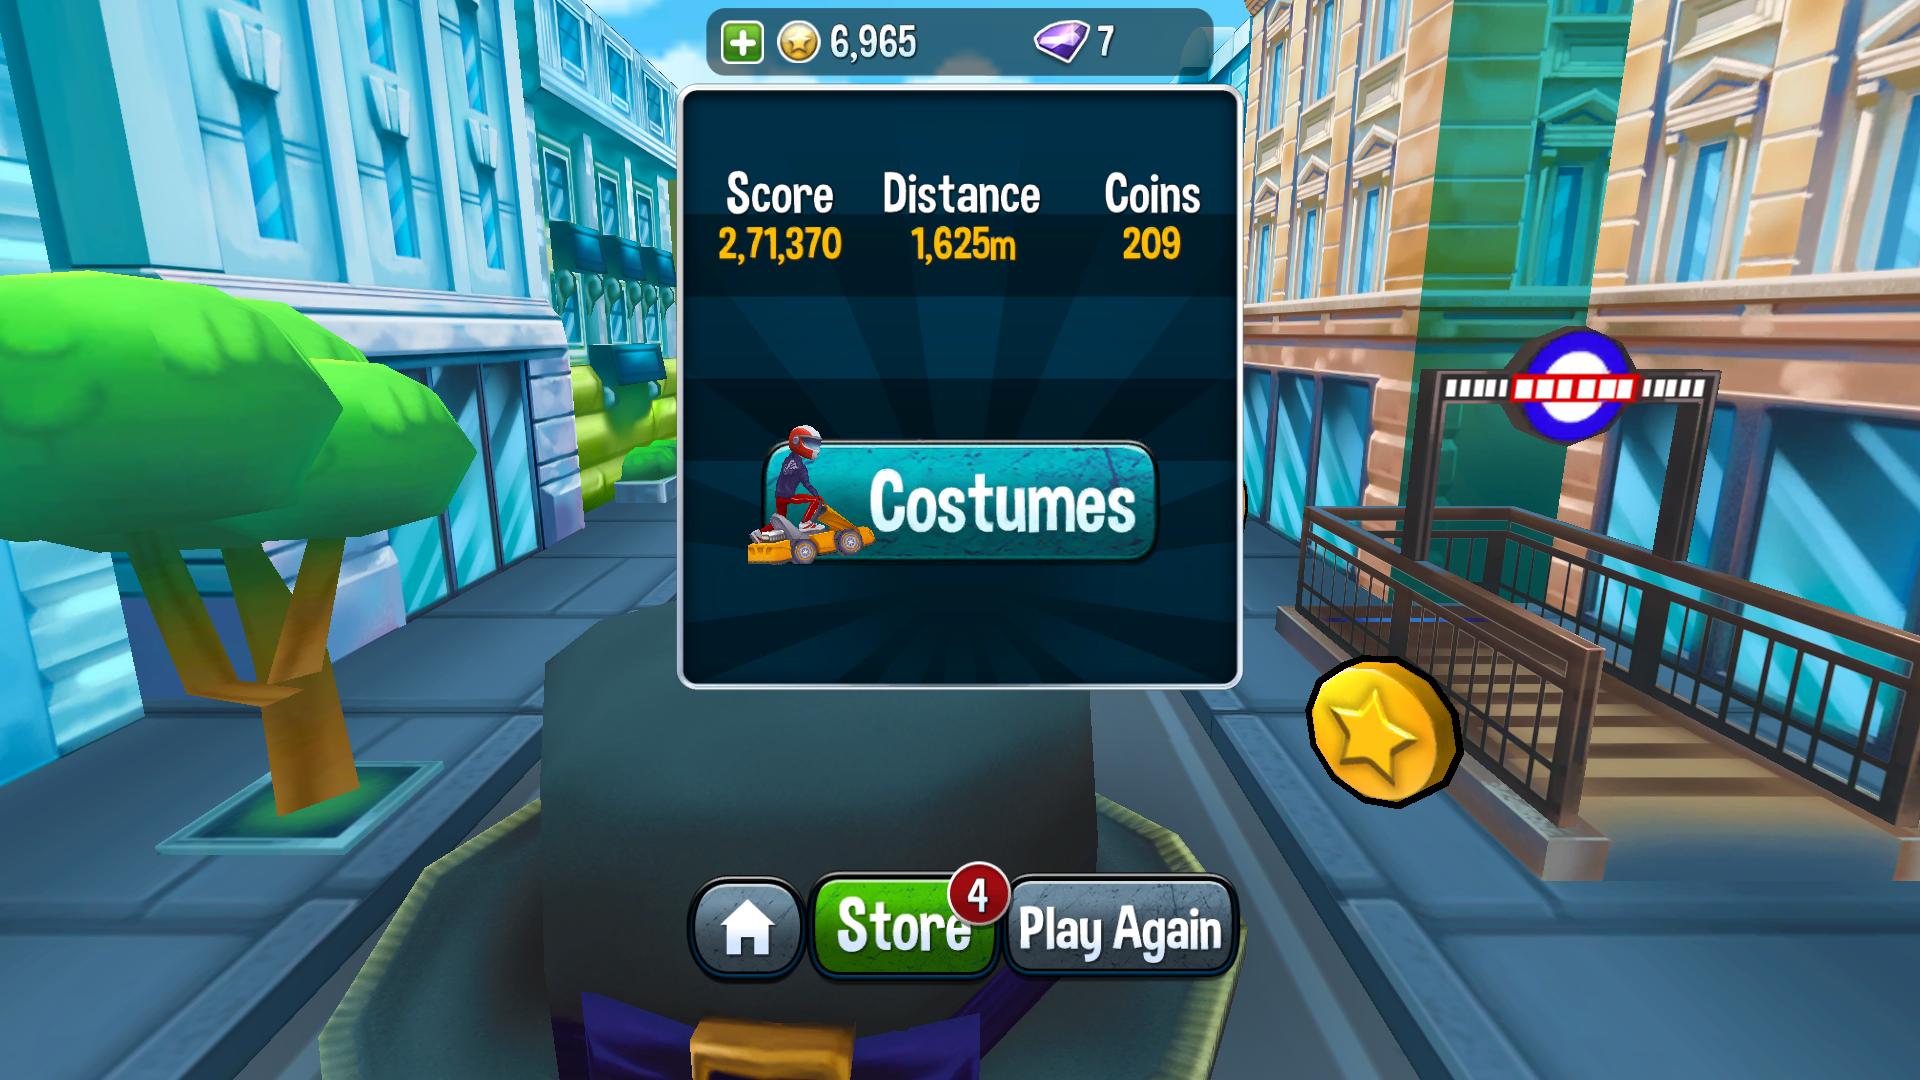 6,965 7
Score Distance Coins
2,71,370 1,625m 209
Costumes
4
Store Play Again